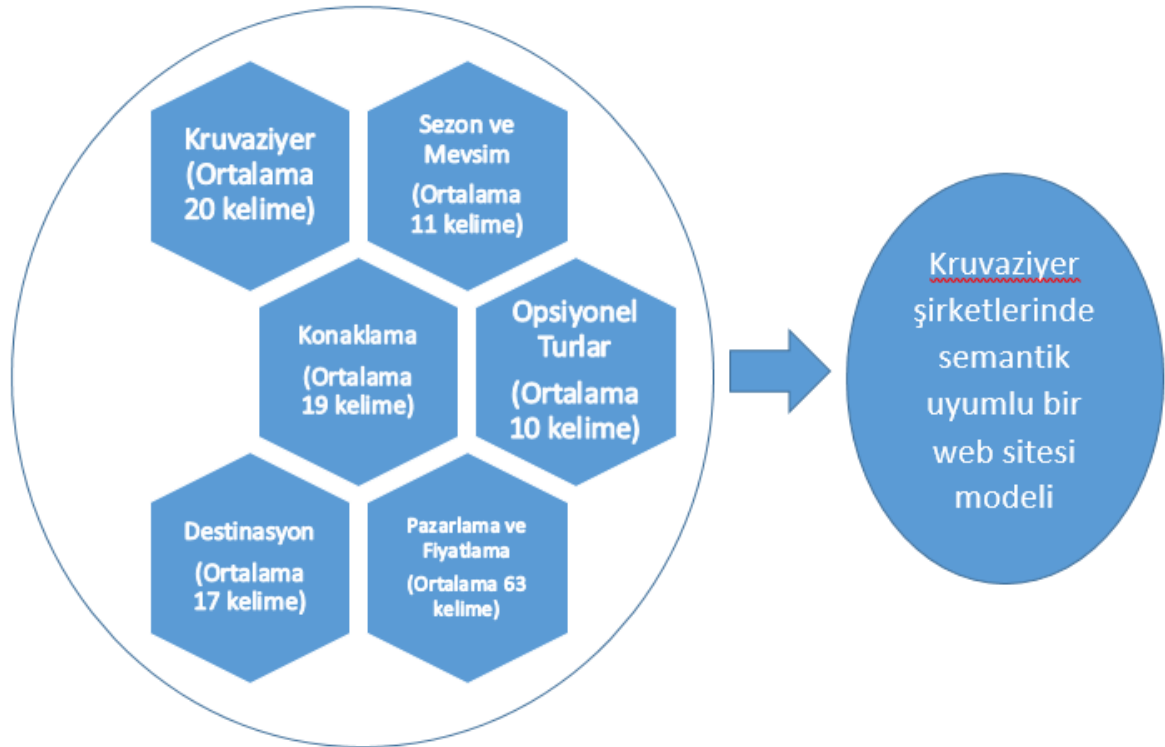 Kruvaziyer
(Ortalama
20 kelime)
Sezon ve
Mevsim
(Ortalama
11 kelime)
Konaklama
(Ortalama
19 kelime)
Opsiyonel
Turlar
(Ortalama
10 kelime)
Destinasyon
(Ortalama
17 kelime)
Pazarlama ve
Fiyatlama
(Ortalama 63
kelime)
Kruvaziyer
şirketlerinde
semantik
uyumlu bir
web sitesi
modeli